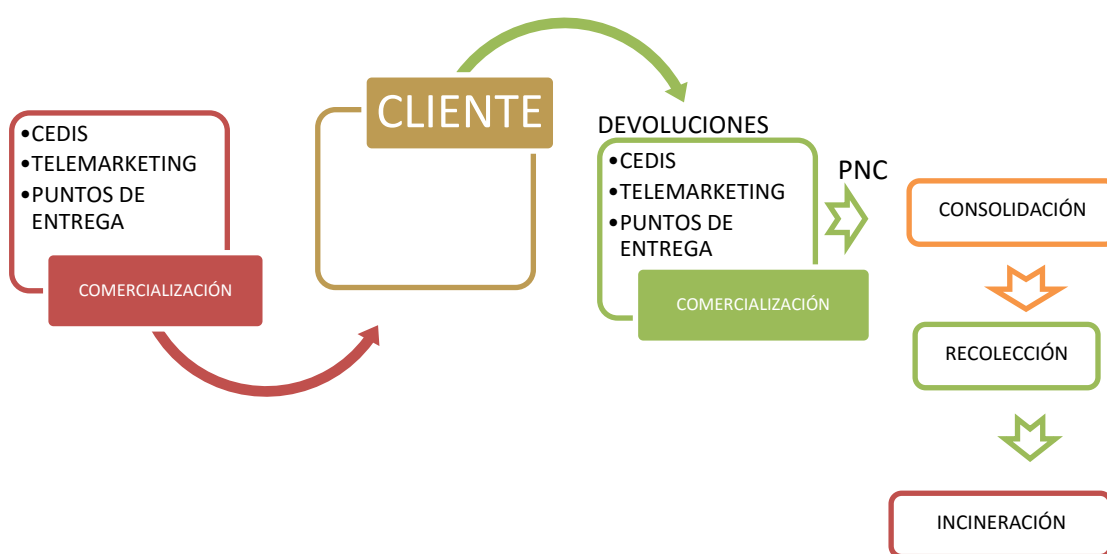 •CEDIS
•TELEMARKETING
•PUNTOS DE
ENTREGA
COMERCIALIZACIÓN
CLIENTE
DEVOLUCIONES
•CEDIS
•TELEMARKETING
•PUNTOS DE
ENTREGA
COMERCIALIZACIÓN
PNC
CONSOLIDACIÓN
RECOLECCIÓN
INCINERACIÓN